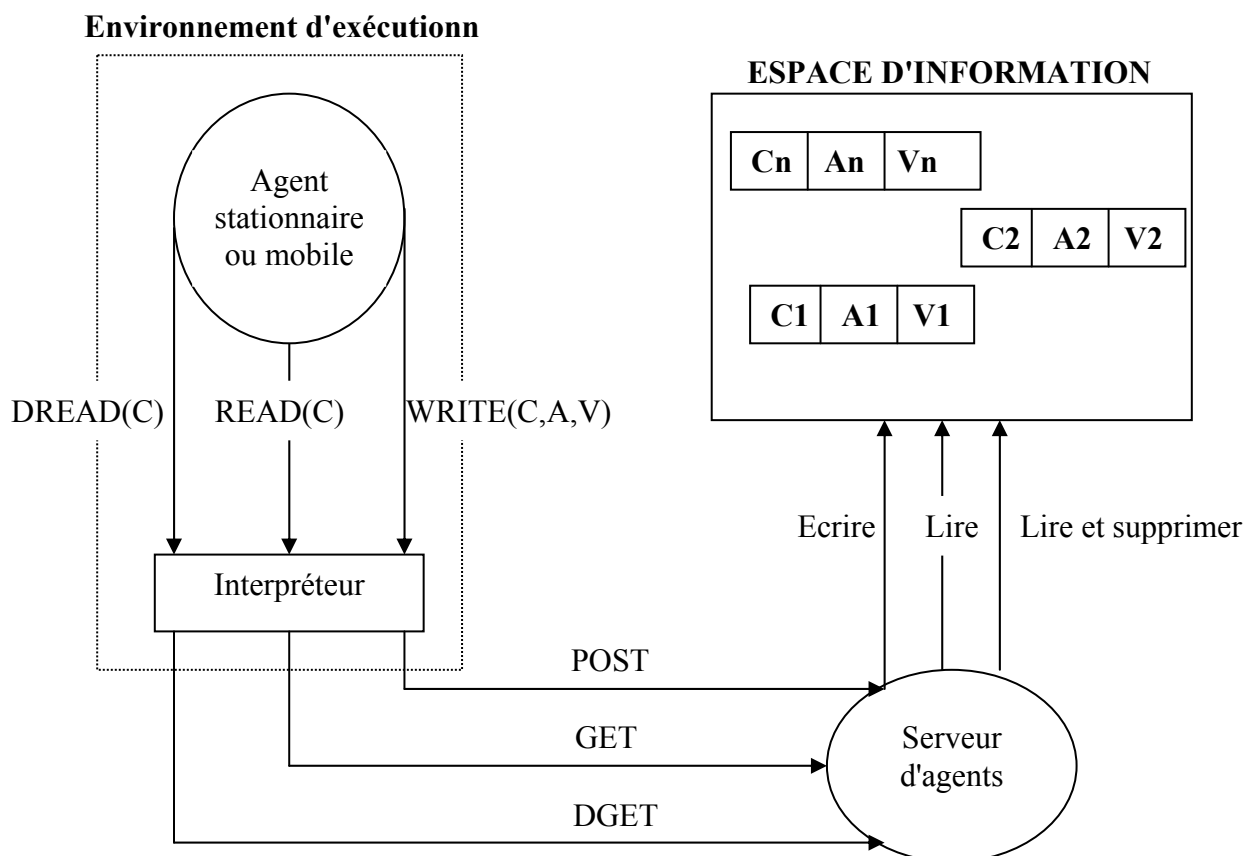 Environnement d'exécutionn
ESPACE D'INFORMATION
Agent
stationnaire
ou mobile
Cn An Vn
C2 A2 V2
C1 A1 V1
DREAD(C) READ(C) WRITE(C,A,V)
Ecrire Lire Lire et supprimer
Interpréteur
POST
GET
DGET
Serveur
d'agents